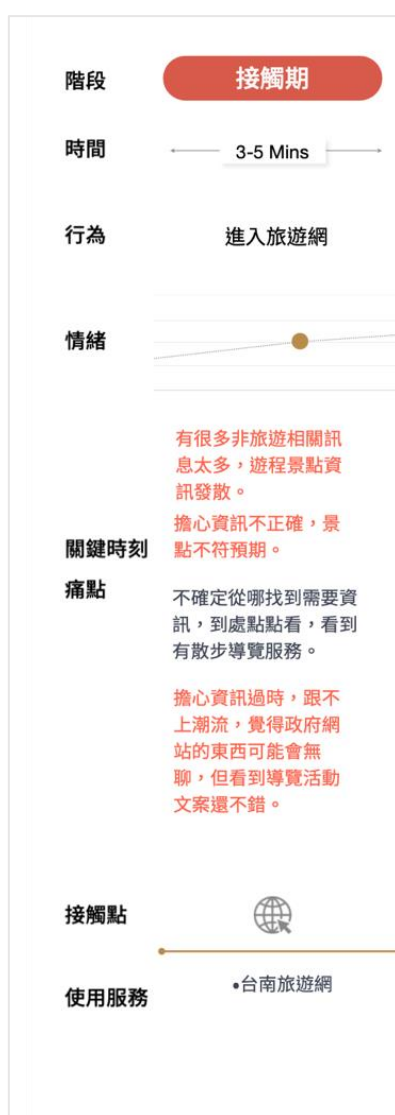 階段
接觸期
時間
3-5 Mins
行為
進入旅遊網
情緒
有很多非旅遊相關訊
息太多，遊程景點資
訊發散。
擔心資訊不正確，景
點不符預期。
關鍵時刻
痛點
不確定從哪找到需要資
訊，到處點點看，看到
有散步導覽服務。
擔心資訊過時，跟不
上潮流，覺得政府網
站的東西可能會無
聊，但看到導覽活動
文案還不錯。
接觸點
使用服務
•台南旅遊網